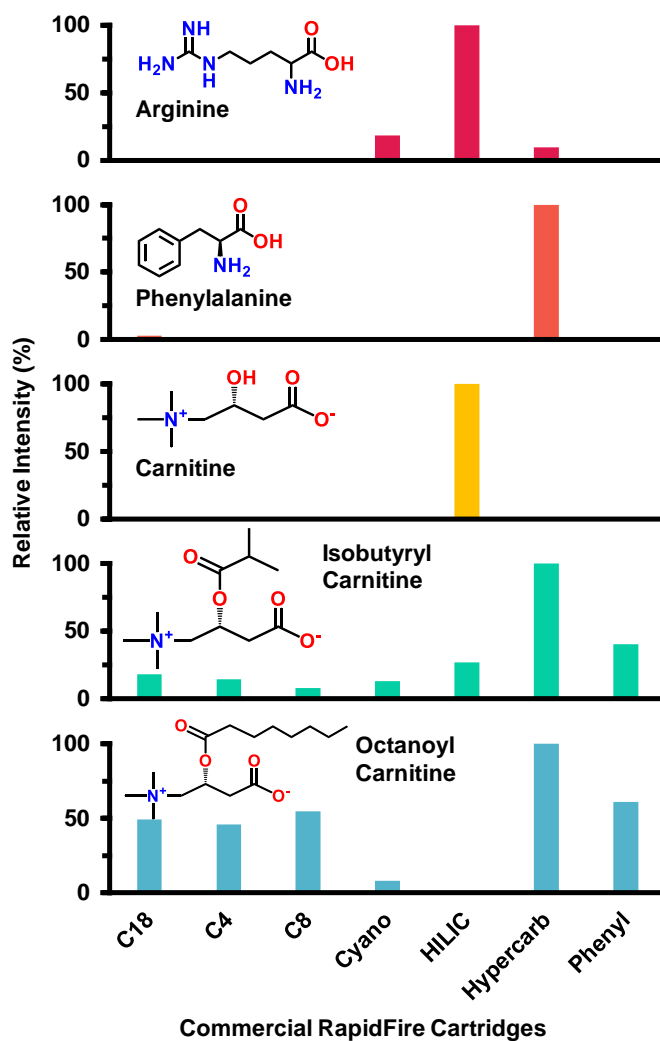 Relative Intensity (%)
100
50
0
NH
H2N
N
H
O
OH
NH2
Arginine
100
50
0
O
OH
NH2
Phenylalanine
100
50
0
OH
O
N+
O-
Carnitine
100
50
0
O
O
O
N+
O-
Isobutyryl
Carnitine
100
50
0
O
O
O
N+
O-
Octanoyl
Carnitine
C18
C4
C8
Cyano
HILIC
Hypercarb
Phenyl
Commercial RapidFire Cartridges